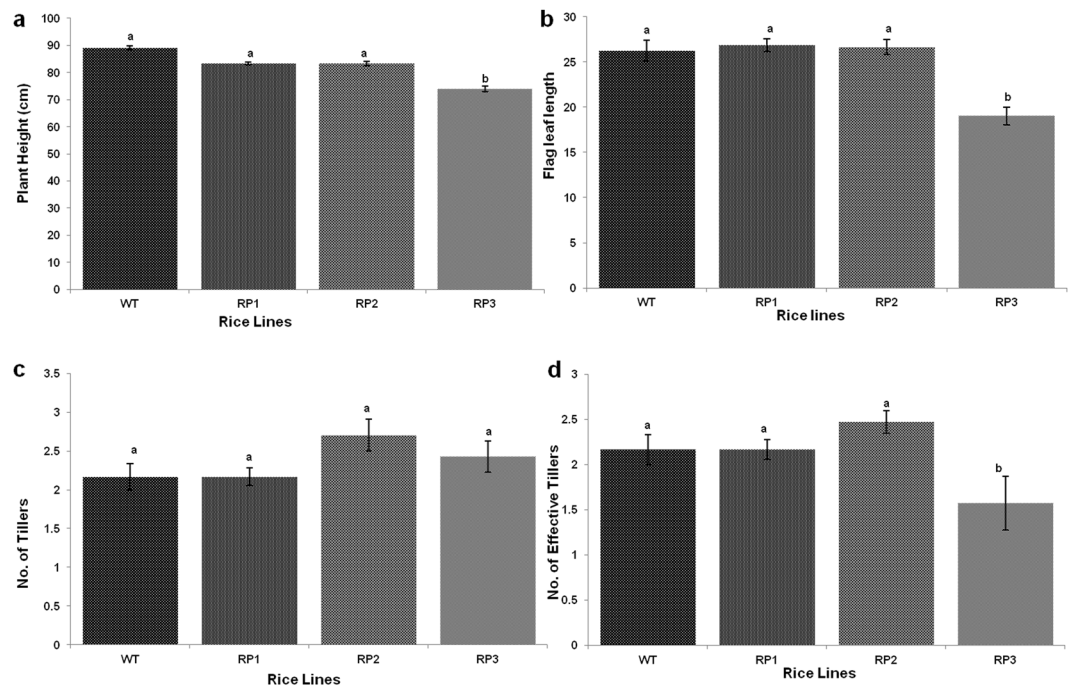 a
Plant Height (cm)
100
90
80
70
60
50
40
30
20
10
0
a
a
a
b
WT
RP1
RP2
RP3
Rice Lines
b
Flag leaf length
30
25
20
15
10
5
0
a
a
a
b
WT
RP1
RP2
RP3
Rice lines
c
No. of Tillers
3.5
3
2.5
2
1.5
1
0.5
0
a
a
a
a
WT
RP1
RP2
RP3
Rice Lines
d
No. of Effective Tillers
3
2.5
2
1.5
1
0.5
0
a
a
a
b
WT
RP1
RP2
RP3
Rice Lines